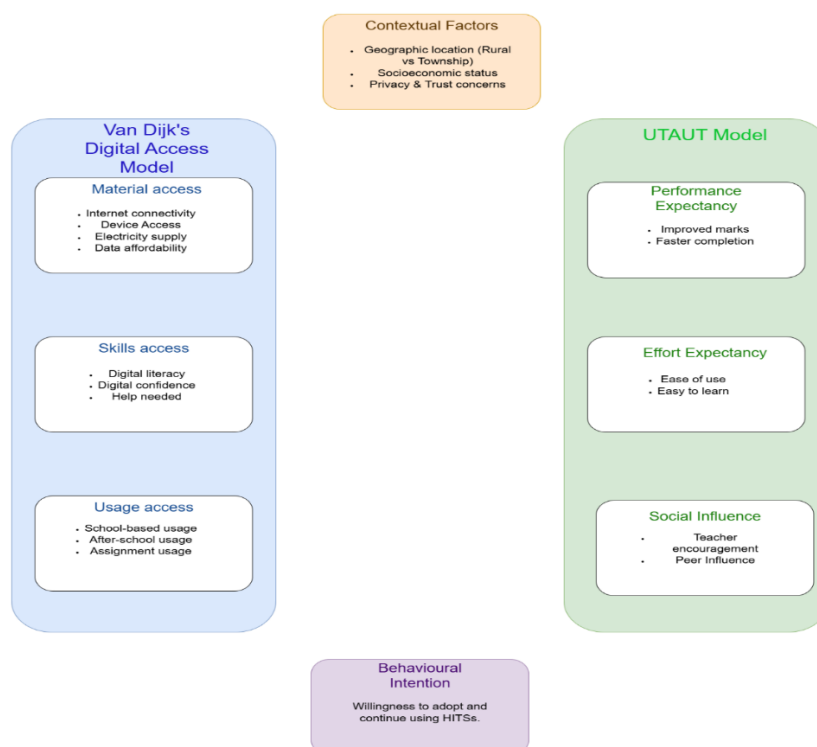 Contextual Factors
• Geographic location (Rural
vs Township)
• Socioeconomic status
• Privacy & Trust concerns
Van Dijk's
Digital Access
Model
Material access
• Internet connectivity
• Device Access
• Electricity supply
• Data affordability
Skills access
• Digital literacy
• Digital confidence
• Help needed
Usage access
• School-based usage
• After-school usage
• Assignment usage
UTAUT Model
Performance
Expectancy
• Improved marks
• Faster completion
Effort Expectancy
• Ease of use
• Easy to learn
Social Influence
• Teacher
encouragement
• Peer Influence
Behavioural
Intention
Willingness to adopt and
continue using HITSs.